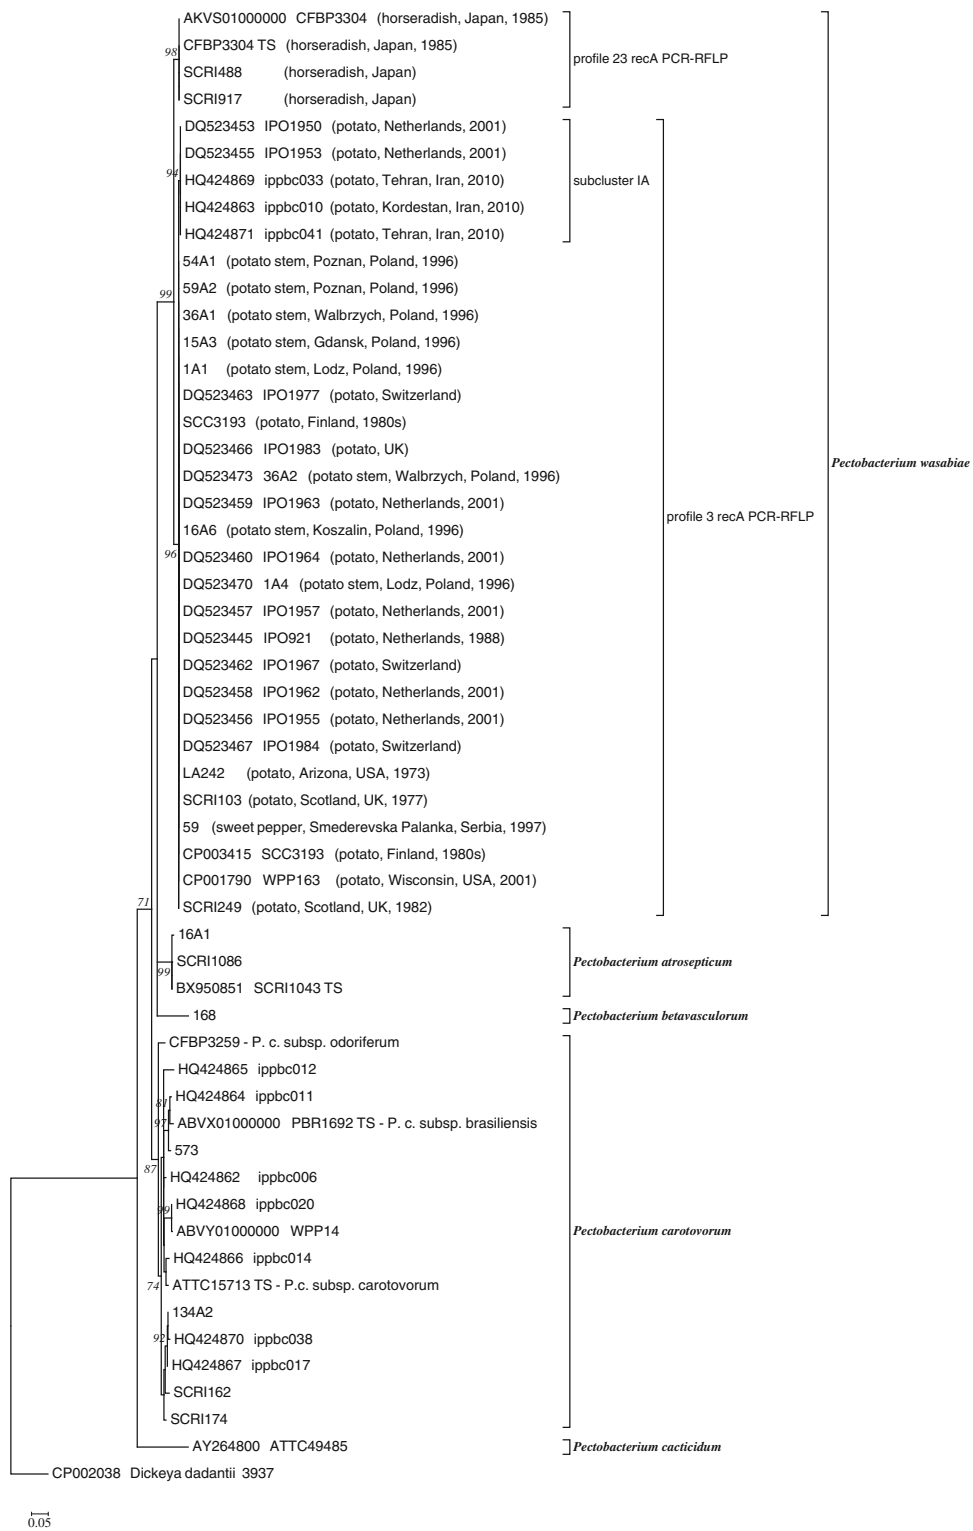 AKVS01000000 CFBP3304 (horseradish, Japan, 1985)
98
CFBP3304 TS (horseradish, Japan, 1985)
profile 23 recA PCR-RFLP
SCRI488 (horseradish, Japan)
SCRI917 (horseradish, Japan)
DQ523453 IPO1950 (potato, Netherlands, 2001)
DQ523455 IPO1953 (potato, Netherlands, 2001)
94
HQ424869 ippbc033 (potato, Tehran, Iran, 2010)
subcluster IA
HQ424863 ippbc010 (potato, Kordestan, Iran, 2010)
HQ424871 ippbc041 (potato, Tehran, Iran, 2010)
54A1 (potato stem, Poznan, Poland, 1996)
59A2 (potato stem, Poznan, Poland, 1996)
99
36A1 (potato stem, Walbrzych, Poland, 1996)
15A3 (potato stem, Gdansk, Poland, 1996)
1A1 (potato stem, Lodz, Poland, 1996)
DQ523463 IPO1977 (potato, Switzerland)
SCC3193 (potato, Finland, 1980s)
DQ523466 IPO1983 (potato, UK)
Pectobacterium wasabiae
DQ523473 36A2 (potato stem, Walbrzych, Poland, 1996)
DQ523459 IPO1963 (potato, Netherlands, 2001)
profile 3 recA PCR-RFLP
16A6 (potato stem, Koszalin, Poland, 1996)
96
DQ523460 IPO1964 (potato, Netherlands, 2001)
DQ523470 1A4 (potato stem, Lodz, Poland, 1996)
DQ523457 IPO1957 (potato, Netherlands, 2001)
DQ523445 IPO921 (potato, Netherlands, 1988)
DQ523462 IPO1967 (potato, Switzerland)
DQ523458 IPO1962 (potato, Netherlands, 2001)
DQ523456 IPO1955 (potato, Netherlands, 2001)
DQ523467 IPO1984 (potato, Switzerland)
LA242 (potato, Arizona, USA, 1973)
SCRI103 (potato, Scotland, UK, 1977)
59 (sweet pepper, Smederevska Palanka, Serbia, 1997)
CP003415 SCC3193 (potato, Finland, 1980s)
CP001790 WPP163 (potato, Wisconsin, USA, 2001)
71
SCRI249 (potato, Scotland, UK, 1982)
16A1
SCRI1086
Pectobacterium atrosepticum
99
BX950851 SCRI1043 TS
168
Pectobacterium betavasculorum
CFBP3259 - P. c. subsp. odoriferum
HQ424865 ippbc012
HQ424864 ippbc011
81
97
ABVX01000000 PBR1692 TS - P. c. subsp. brasiliensis
573
87
HQ424862 ippbc006
HQ424868 ippbc020
99
ABVY01000000 WPP14
Pectobacterium carotovorum
HQ424866 ippbc014
74
ATTC15713 TS - P.c. subsp. carotovorum
134A2
92
HQ424870 ippbc038
HQ424867 ippbc017
SCRI162
SCRI174
AY264800 ATTC49485
Pectobacterium cacticidum
CP002038 Dickeya dadantii 3937
0.05